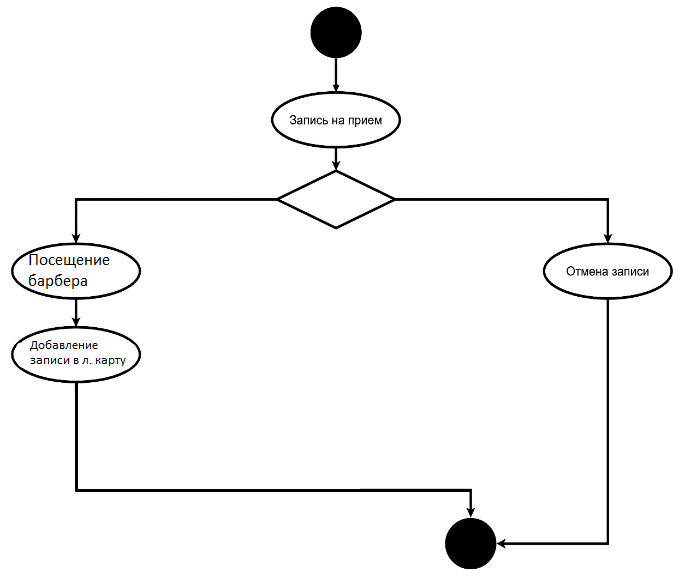 Запись на прием
Посещение
барбера
Отмена записи
Добавление
записи в л. карту